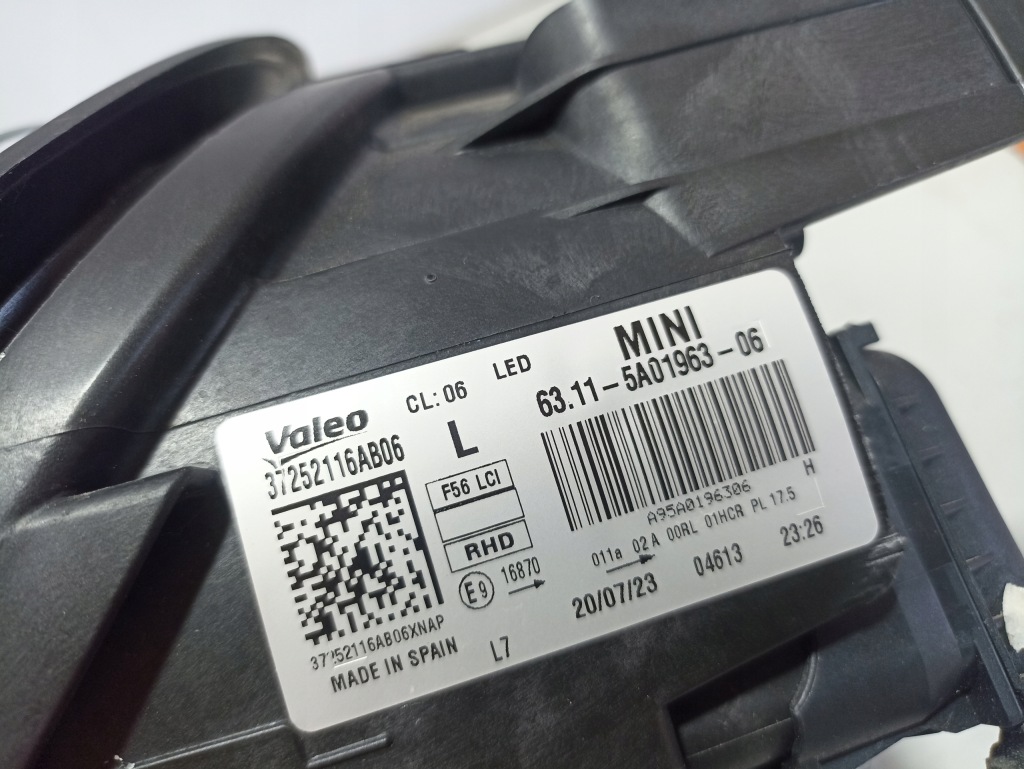 Valeo
37252116AB06
37252116AB06XNAP
MADE IN SPAIN
CL: 06
LED
L
F56 LCI
RHD
E9
16870
L7
MINI
63.11-5A01963-06
A95A0196306
H
011a 02 A 00RL 01HCR PL 17.5
20/07/23
04613
23:26